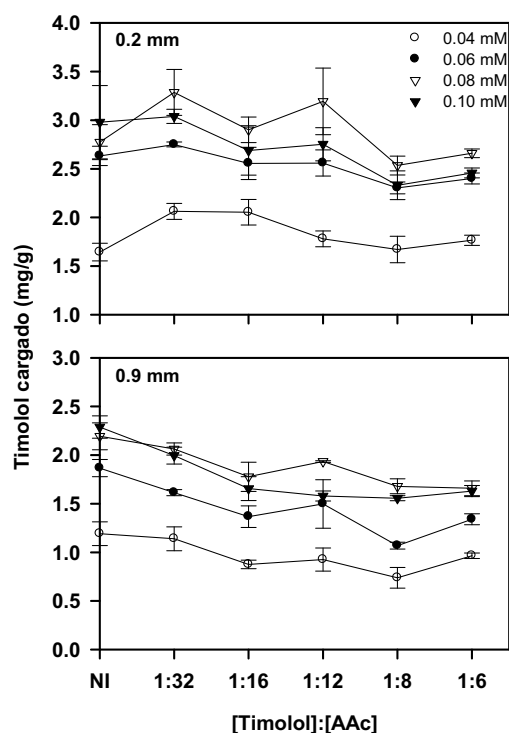 4.0
0.2 mm
0.04 mM
0.06 mM
0.08 mM
0.10 mM
3.5
3.0
2.5
2.0
1.5
1.0
Timolol cargado (mg/g)
3.0
0.9 mm
2.5
2.0
1.5
1.0
0.5
0.0
NI 1:32 1:16 1:12 1:8 1:6
[Timolol]:[AAc]